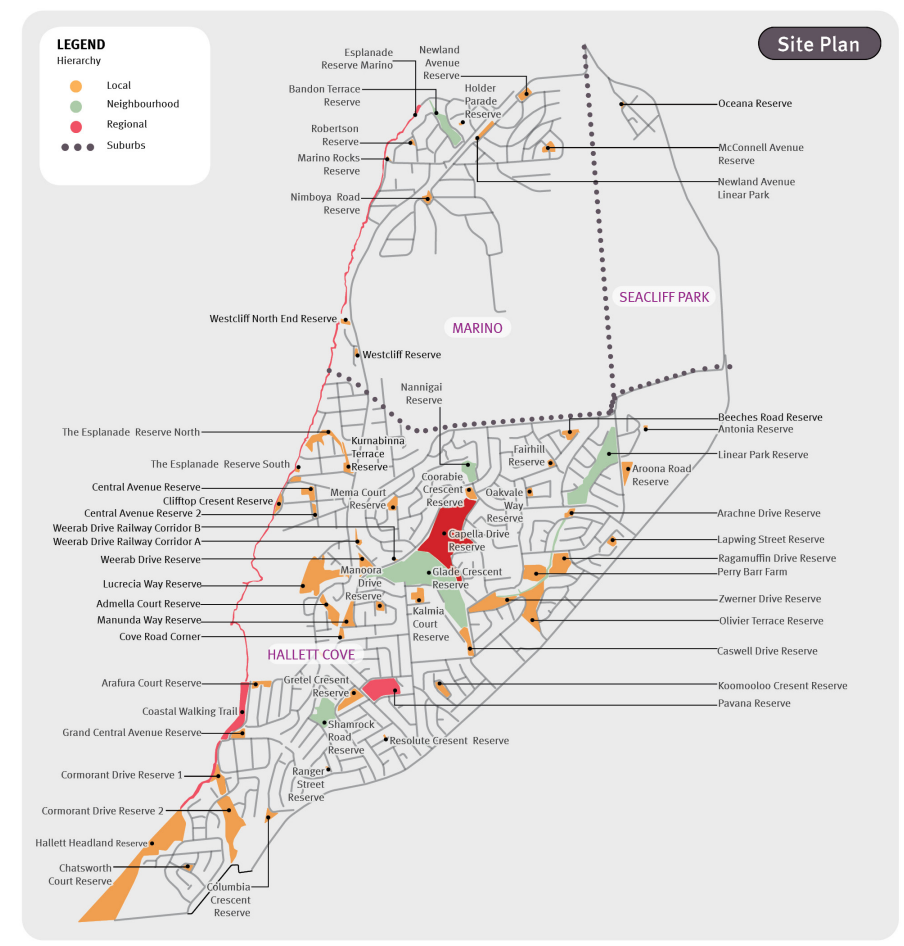 LEGEND
Hierarchy
Local
Neighbourhood
Regional
Suburbs
Site Plan
Esplanade
Reserve Marino
Newland
Avenue
Reserve
Bandon Terrace
Reserve
Holder
Parade
Reserve
Oceana Reserve
Robertson
Reserve
McConnell Avenue
Reserve
Marino Rocks
Reserve
Newland Avenue
Linear Park
Nimboya Road
Reserve
SEACLIFF PARK
Westcliff North End Reserve
MARINO
Westcliff Reserve
Nannigai
Reserve
Beeches Road Reserve
Antonia Reserve
The Esplanade Reserve North
Kurnabinna
Terrace
Reserve
Fairhill
Reserve
Linear Park Reserve
The Esplanade Reserve South
Aroona Road
Reserve
Coorabie
Crescent
Reserve
Central Avenue Reserve
Mema Court
Reserve
Oakvale
Way
Reserve
Clifftop Cresent Reserve
Central Avenue Reserve 2
Arachne Drive Reserve
Weerab Drive Railway Corridor B
Capella Drive
Reserve
Weerab Drive Railway Corridor A
Lapwing Street Reserve
Weerab Drive Reserve
Ragamuffin Drive Reserve
Manoora
Drive
Reserve
Glade Crescent
Reserve
Perry Barr Farm
Lucrecia Way Reserve
Admella Court Reserve
Zwerner Drive Reserve
Kalmia
Court
Reserve
Manunda Way Reserve
Olivier Terrace Reserve
Cove Road Corner
HALLETT COVE
Caswell Drive Reserve
Arafura Court Reserve
Gretel Cresent
Reserve
Koomooloo Cresent Reserve
Pavana Reserve
Coastal Walking Trail
Shamrock
Road
Reserve
Grand Central Avenue Reserve
Resolute Cresent Reserve
Cormorant Drive Reserve 1
Ranger
Street
Reserve
Cormorant Drive Reserve 2
Hallett Headland Reserve
Chatsworth
Court Reserve
Columbia
Crescent
Reserve